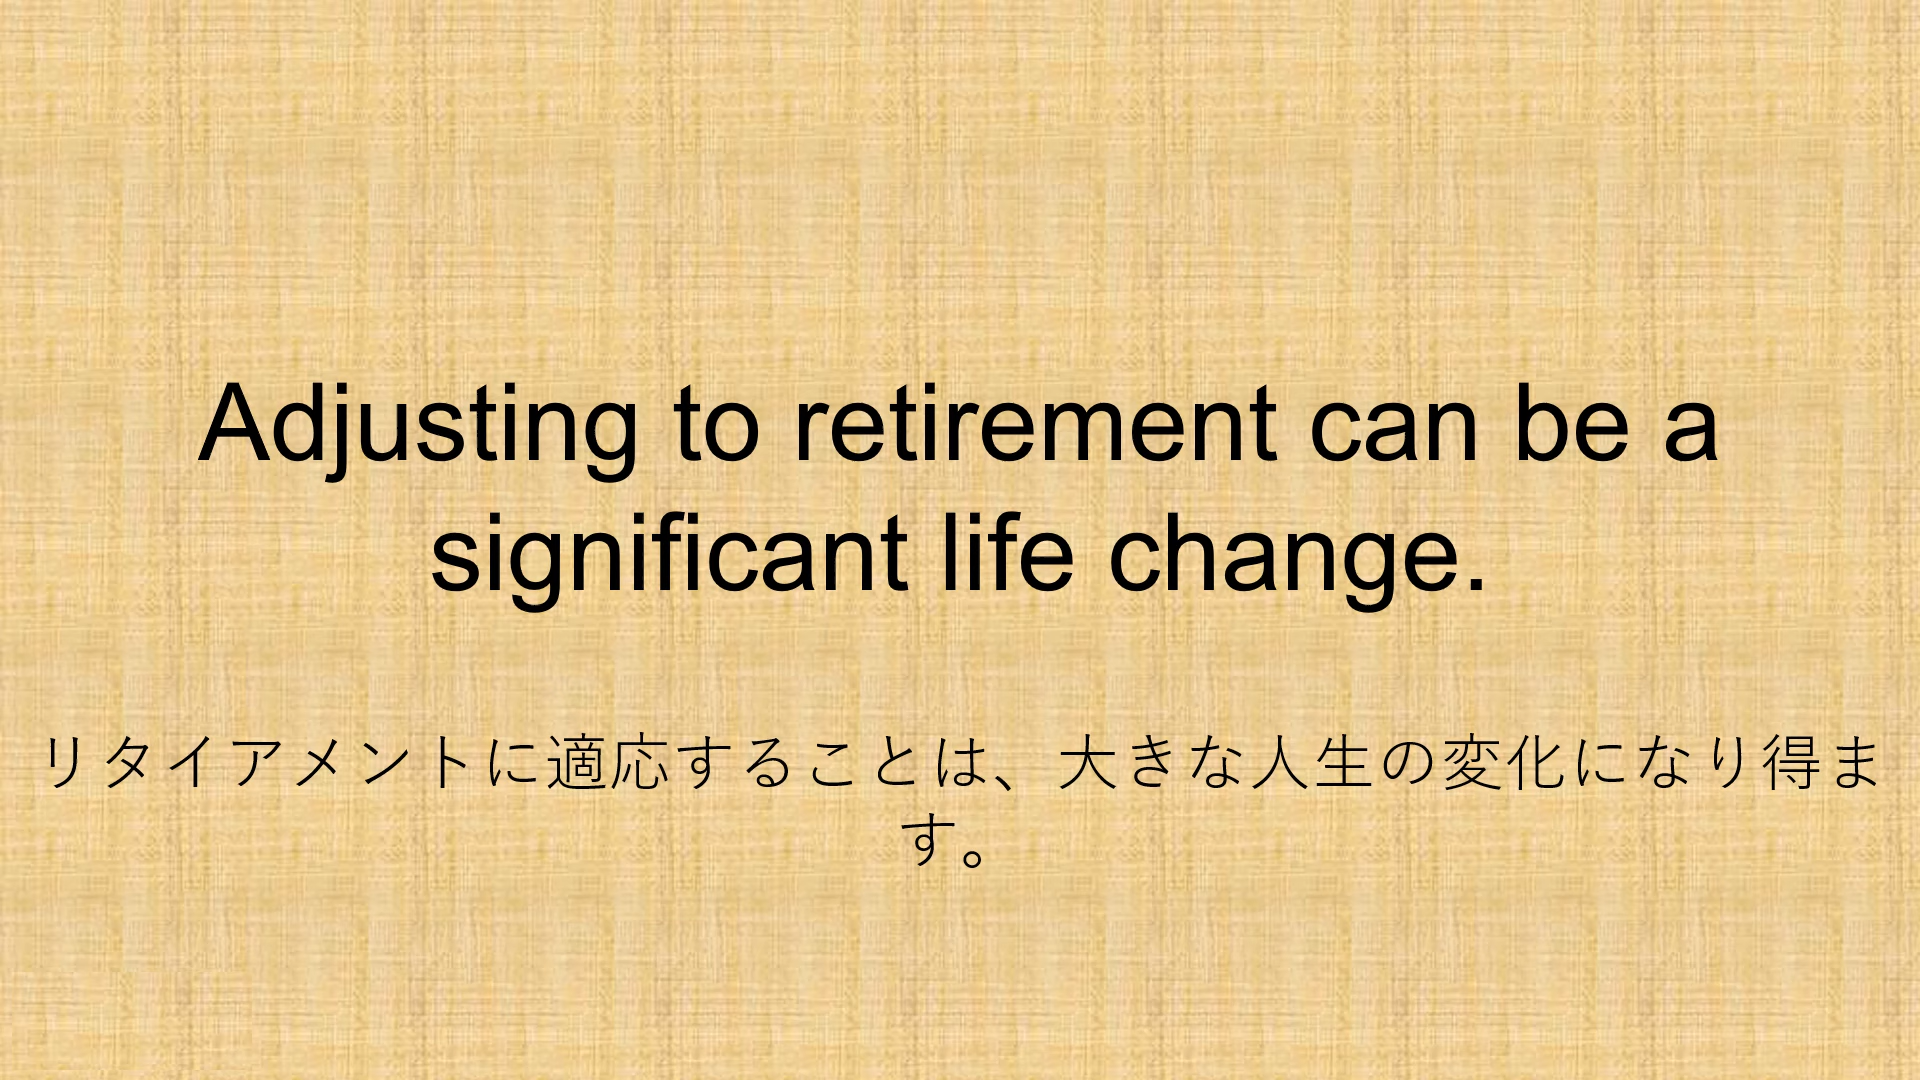 Adjusting to retirement can be a
significant life change.
リタイアメントに適応することは、大きな人生の変化になり得ま
す。